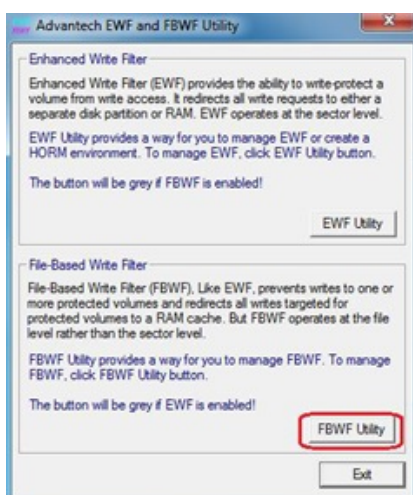 Advantech EWF and FBWF Utility
Enhanced Write Filter
Enhanced Write Filter (EWF) provides the ability to write-protect a
volume from write access. It redirects all write requests to either a
separate disk partition or RAM. EWF operates at the sector level.
EWF Utility provides a way for you to manage EWF or create a
HORM environment. To manage EWF, click EWF Utility button.
The button will be grey if FBWF is enabled!
EWF Utility
File-Based Write Filter
File-Based Write Filter (FBWF), Like EWF, prevents writes to one or
more protected volumes and redirects all writes targeted for
protected volumes to a RAM cache. But FBWF operates at the file
level rather than the sector level.
FBWF Utility provides a way for you to manage FBWF. To manage
FBWF, click FBWF Utility button.
The button will be grey if EWF is enabled!
FBWF Utility
Exit